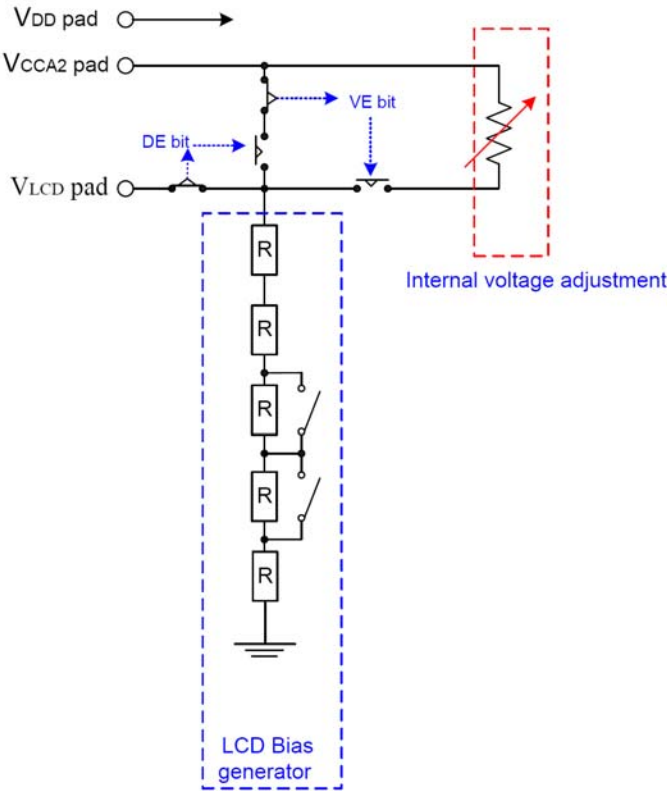 VDD pad
VCCA2 pad
VE bit
DE bit
VLCD pad
Internal voltage adjustment
R
R
R
R
R
LCD Bias
generator